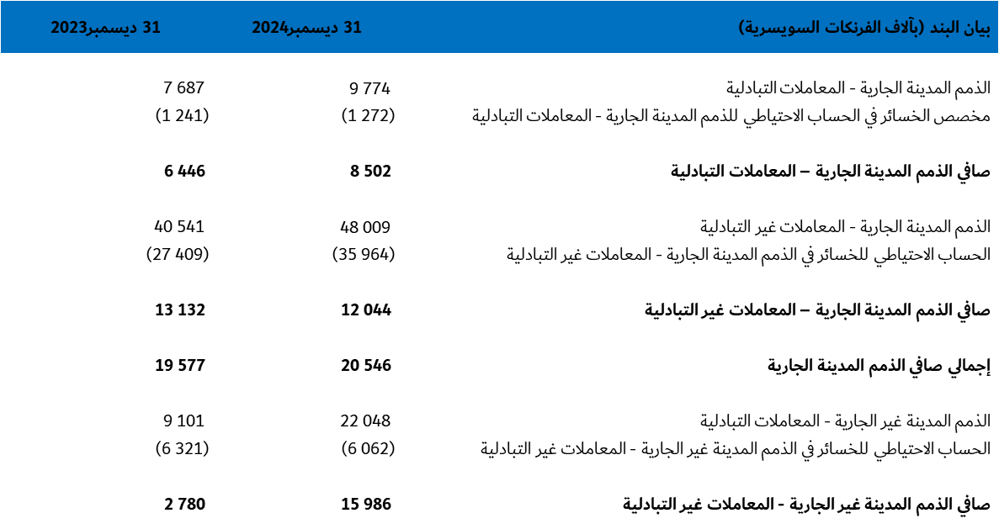 بيان البند (بآلاف الفرنكات السويسرية) 31 ديسمبر2024 31 ديسمبر2023
الذمم المدينة الجارية - المعاملات التبادلية 9 774 7 687
مخصص الخسائر في الحساب الاحتياطي للذمم المدينة الجارية - المعاملات التبادلية (1 272) (1 241)
صافي الذمم المدينة الجارية – المعاملات التبادلية 8 502 6 446
الذمم المدينة الجارية - المعاملات غير التبادلية 48 009 40 541
الحساب الاحتياطي للخسائر في الذمم المدينة الجارية - المعاملات غير التبادلية (35 964) (27 409)
صافي الذمم المدينة الجارية – المعاملات غير التبادلية 12 044 13 132
إجمالي صافي الذمم المدينة الجارية 20 546 19 577
الذمم المدينة غير الجارية - المعاملات التبادلية 22 048 9 101
الحساب الاحتياطي للخسائر في الذمم المدينة غير الجارية - المعاملات غير التبادلية (6 062) (6 321)
صافي الذمم المدينة غير الجارية - المعاملات غير التبادلية 15 986 2 780